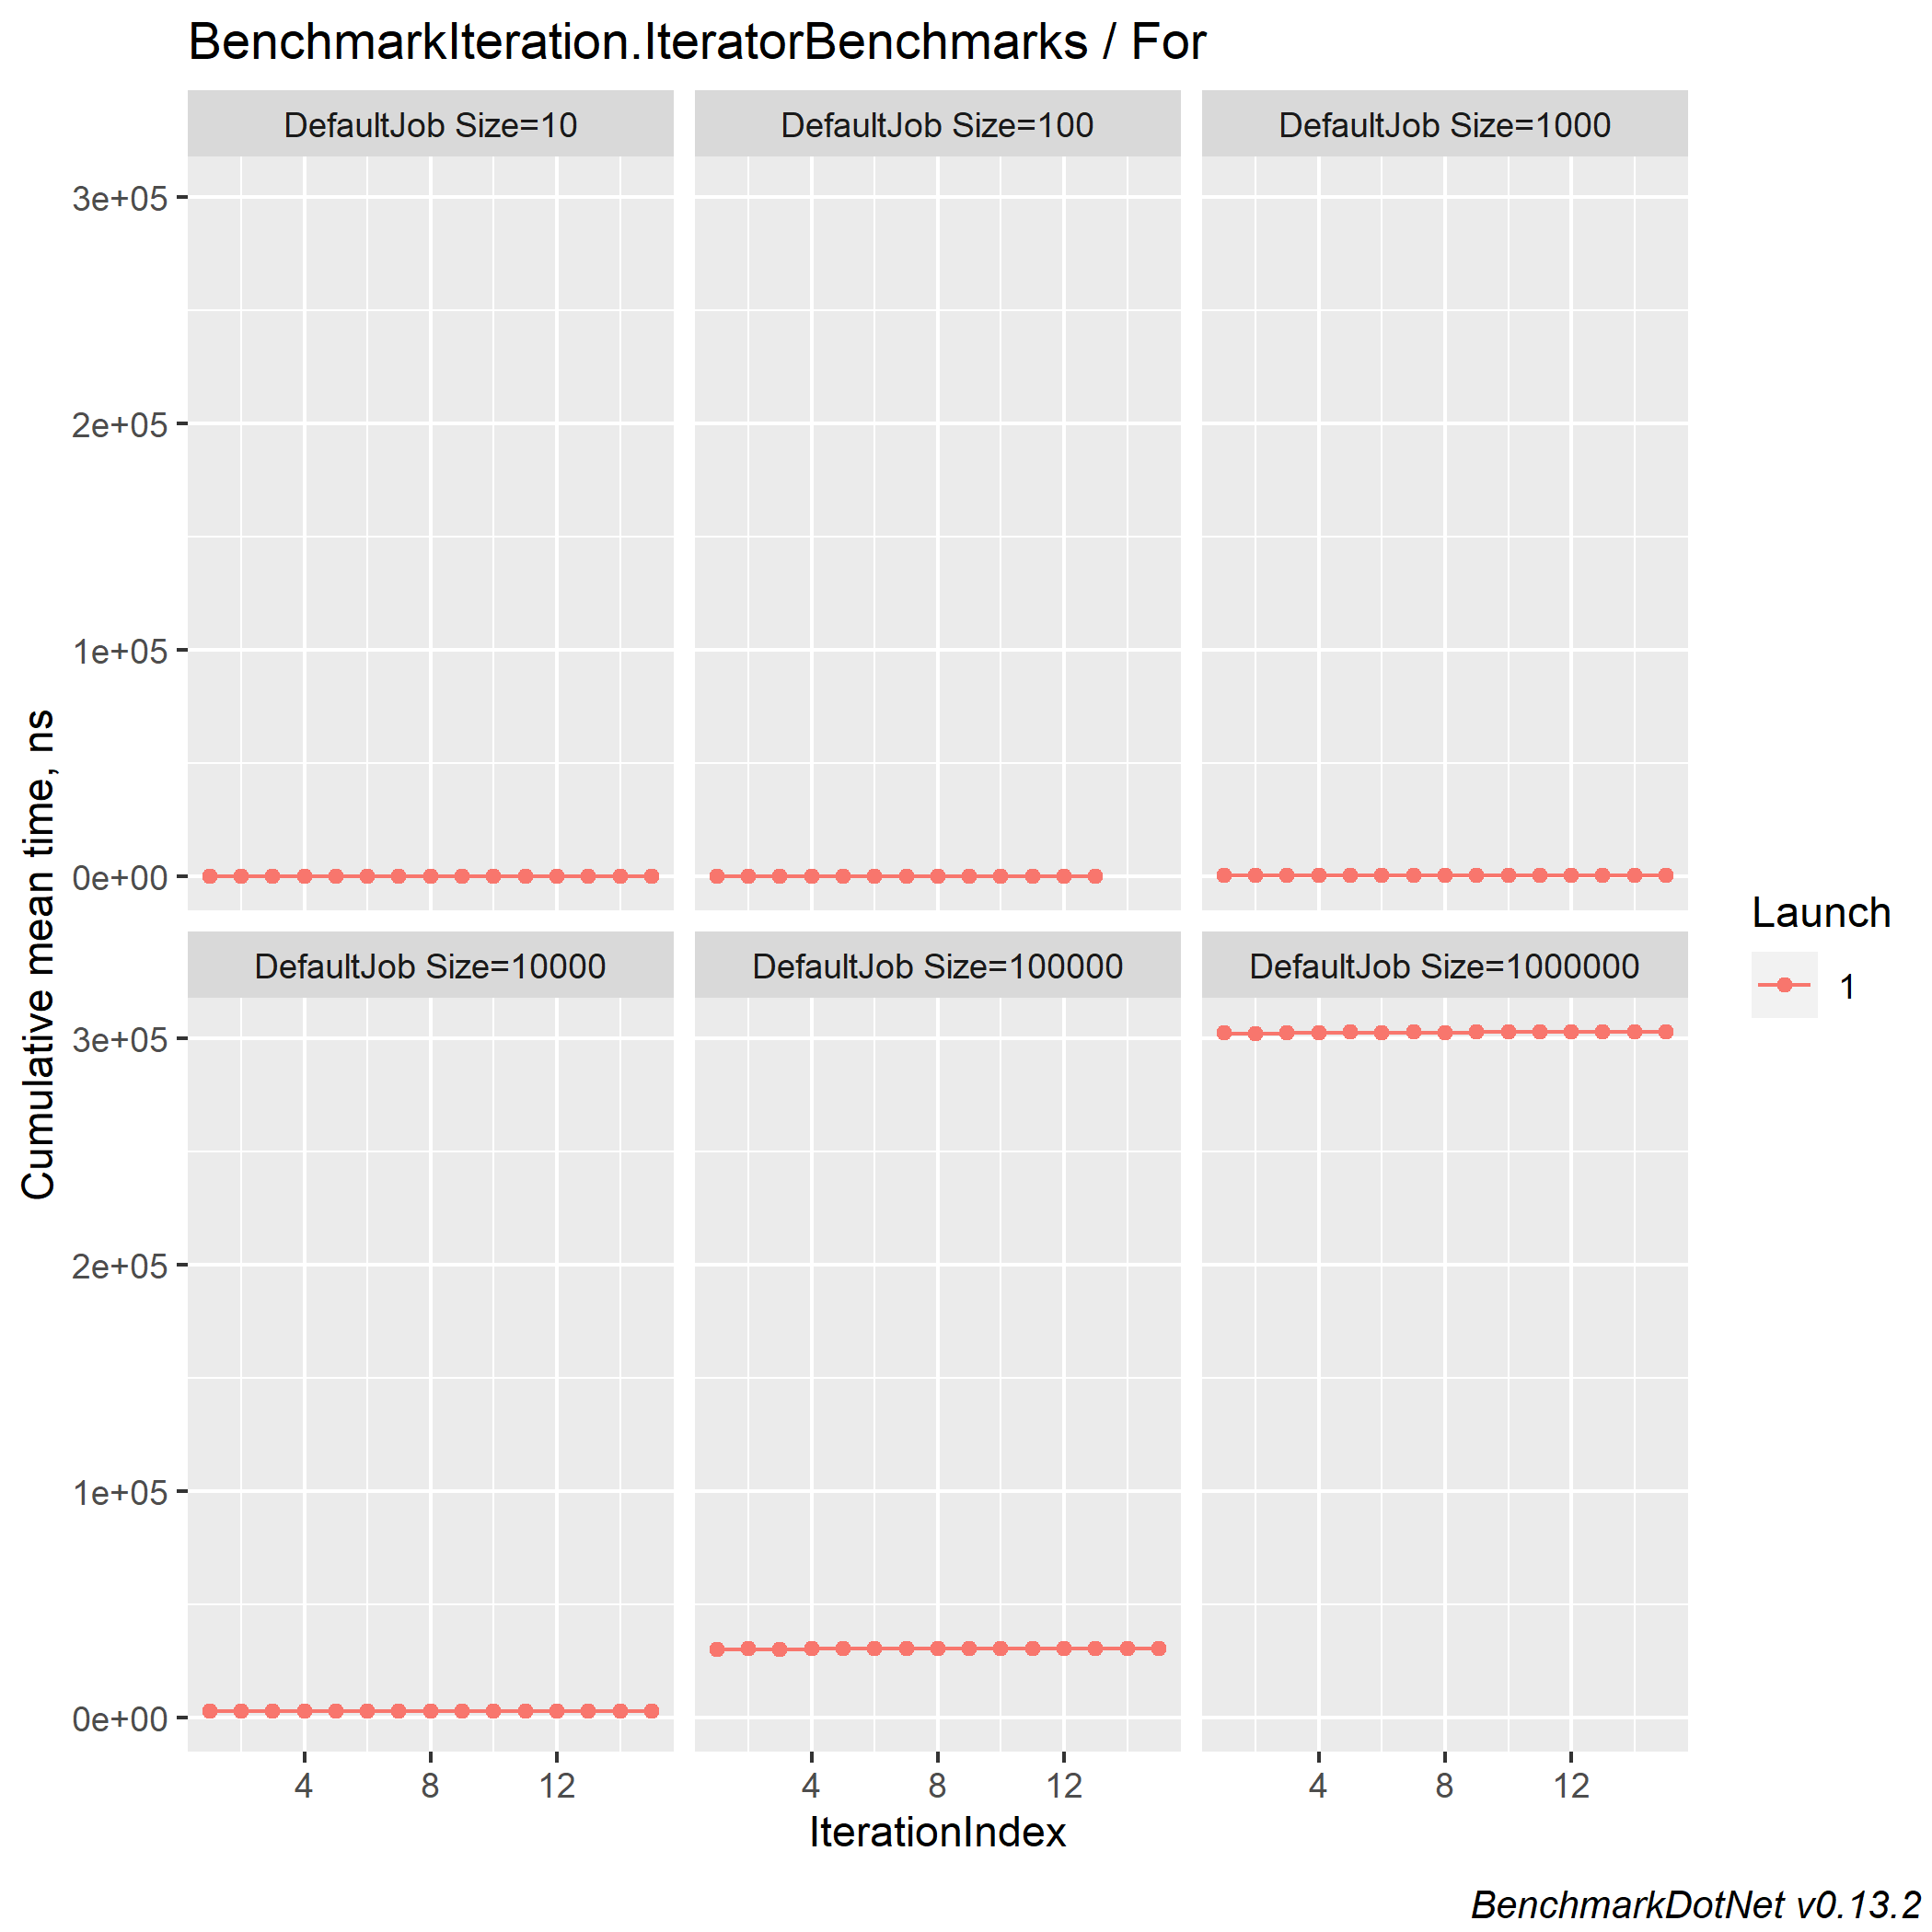 BenchmarkIteration.IteratorBenchmarks / For
DefaultJob Size=10
DefaultJob Size=100
DefaultJob Size=1000
3e+05
2e+05
1e+05
0e+00
DefaultJob Size=10000
DefaultJob Size=100000
DefaultJob Size=1000000
3e+05
2e+05
1e+05
0e+00
4
8
12
4
8
12
4
8
12
IterationIndex
Cumulative mean time, ns
Launch
1
BenchmarkDotNet v0.13.2